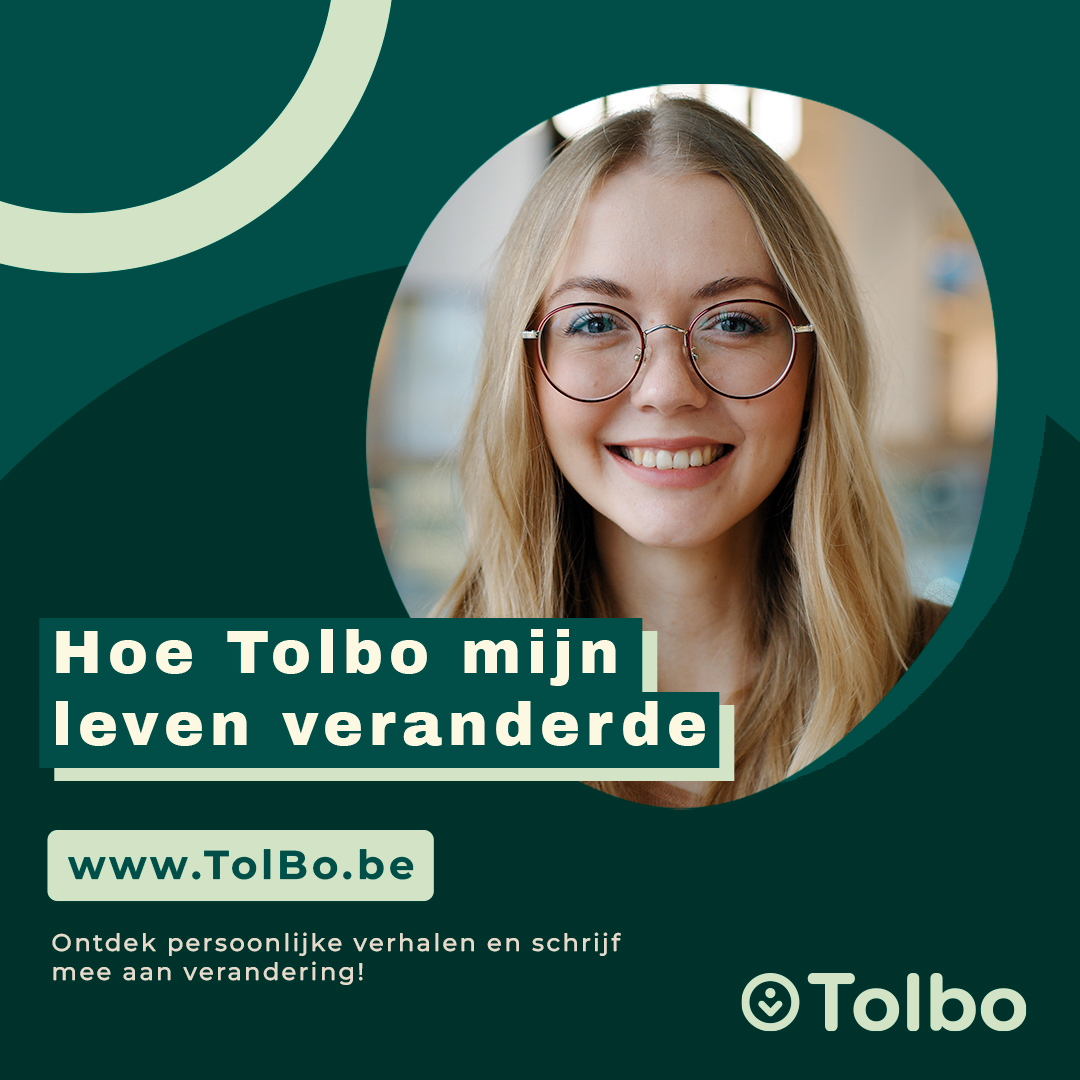 Hoe Tolbo mijn
leven veranderde
www.TolBo.be
Ontdek persoonlijke verhalen en schrijf
mee aan verandering!
Tolbo